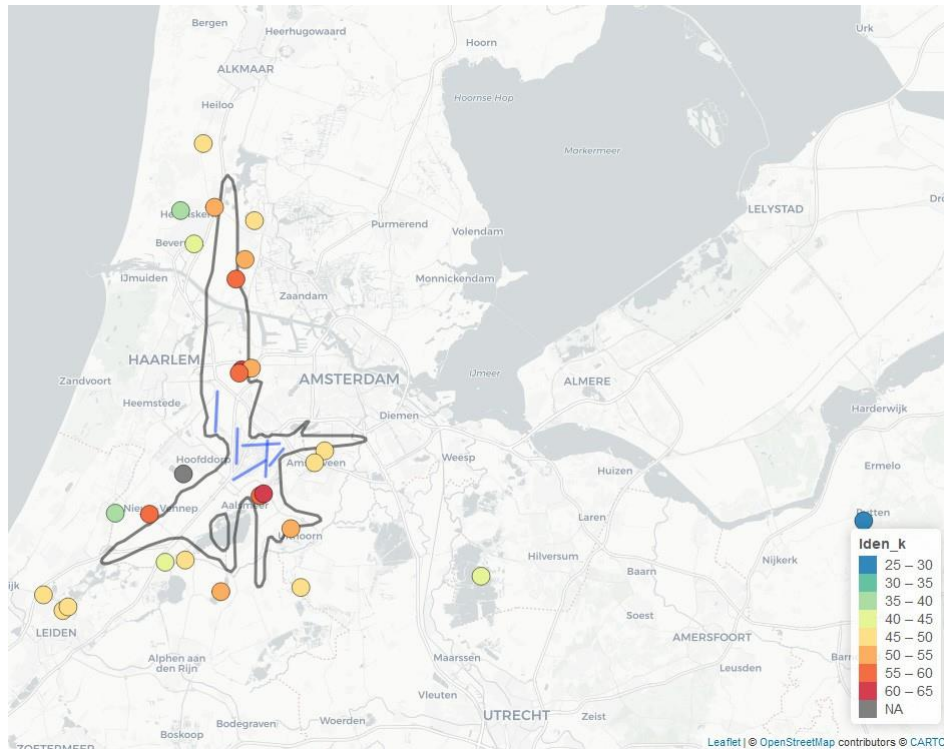 Bergen
Heerhugowaard
Urk
Hoorn
ALKMAAR
Hoornse Hop
Heiloo
Markermeer
LELYSTAD
Purmerend
Volendam
IJmuiden
Monnickendam
Zaandam
HAARLEM
Zandvoort
AMSTERDAM
IJmeer
ALMERE
Heemstede
Diemen
Harderwijk
Hoofddorp
Weesp
Huizen
Ermelo
Aalsmeer
Laren
Hilversum
Nijkerk
Baarn
LEIDEN
Soest
AMERSFOORT
Alphen aan
den Rijn
Maarssen
Leusden
Vleuten
UTRECHT
Zeist
Bodegraven
Woerden
Boskoop
ZOETERMEER
lden_k
25 – 30
30 – 35
35 – 40
40 – 45
45 – 50
50 – 55
55 – 60
60 – 65
NA
Leaflet | © OpenStreetMap contributors © CARTO